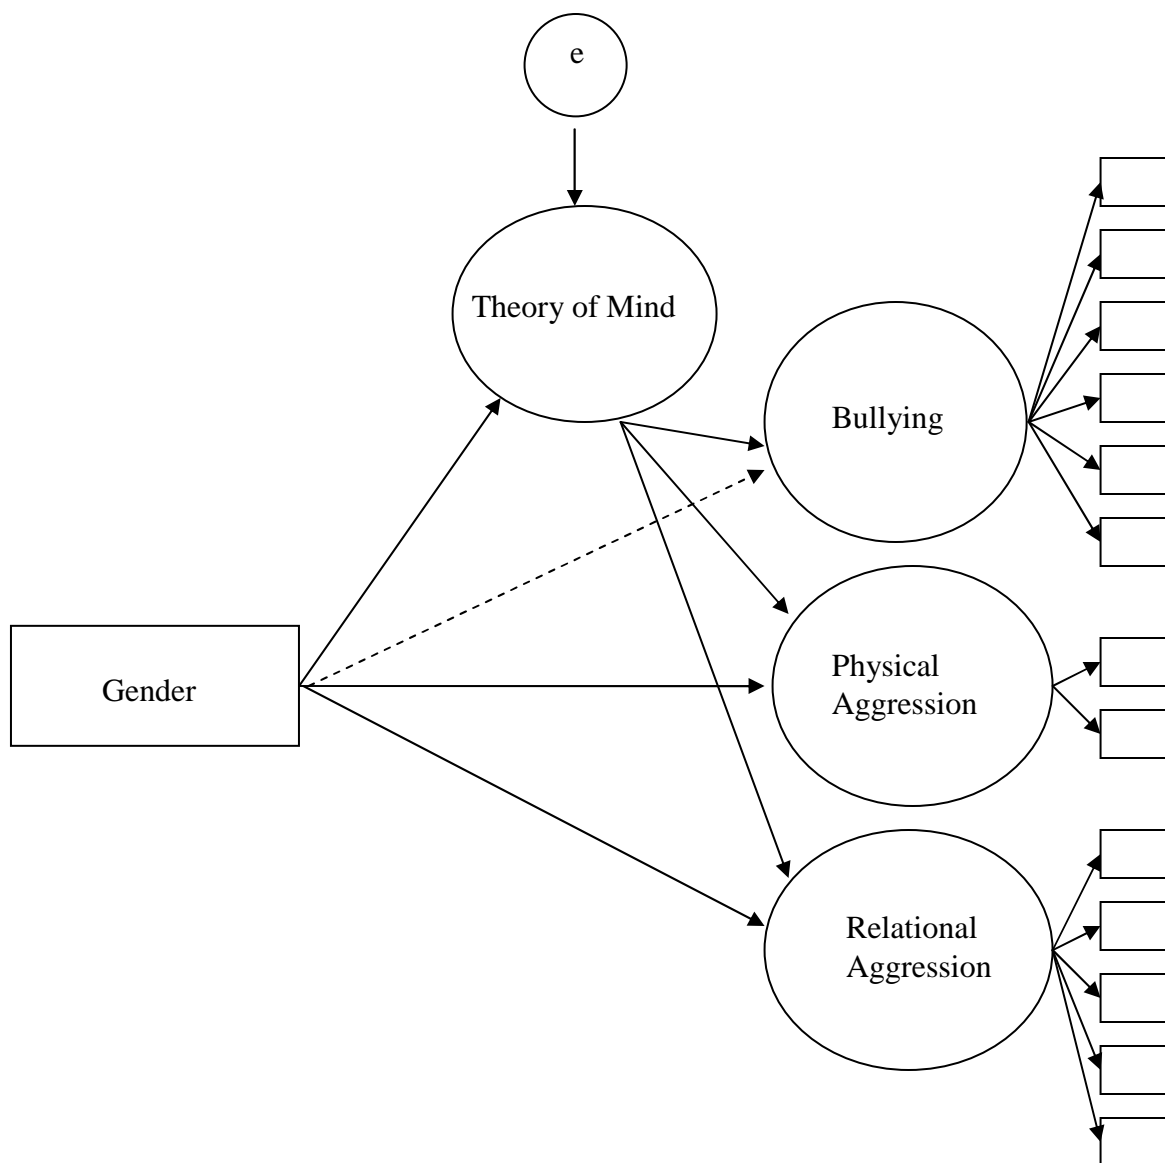 e
Theory of Mind
Bullying
Physical
Aggression
Gender
Relational
Aggression